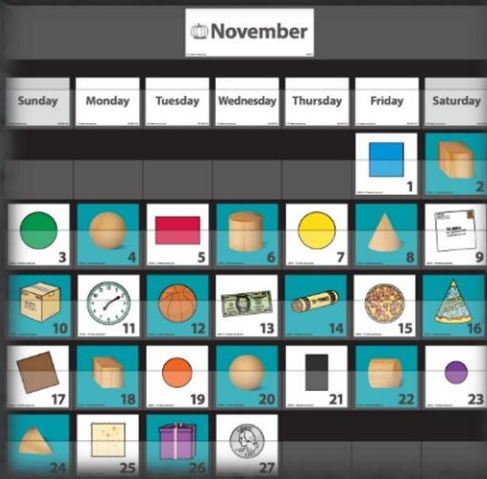 November
Sunday Monday Tuesday Wednesday Thursday Friday Saturday
1 2
3 4 5 6 7 8 9
10 11 12 13 14 15 16
17 18 19 20 21 22 23
24 25 26 27